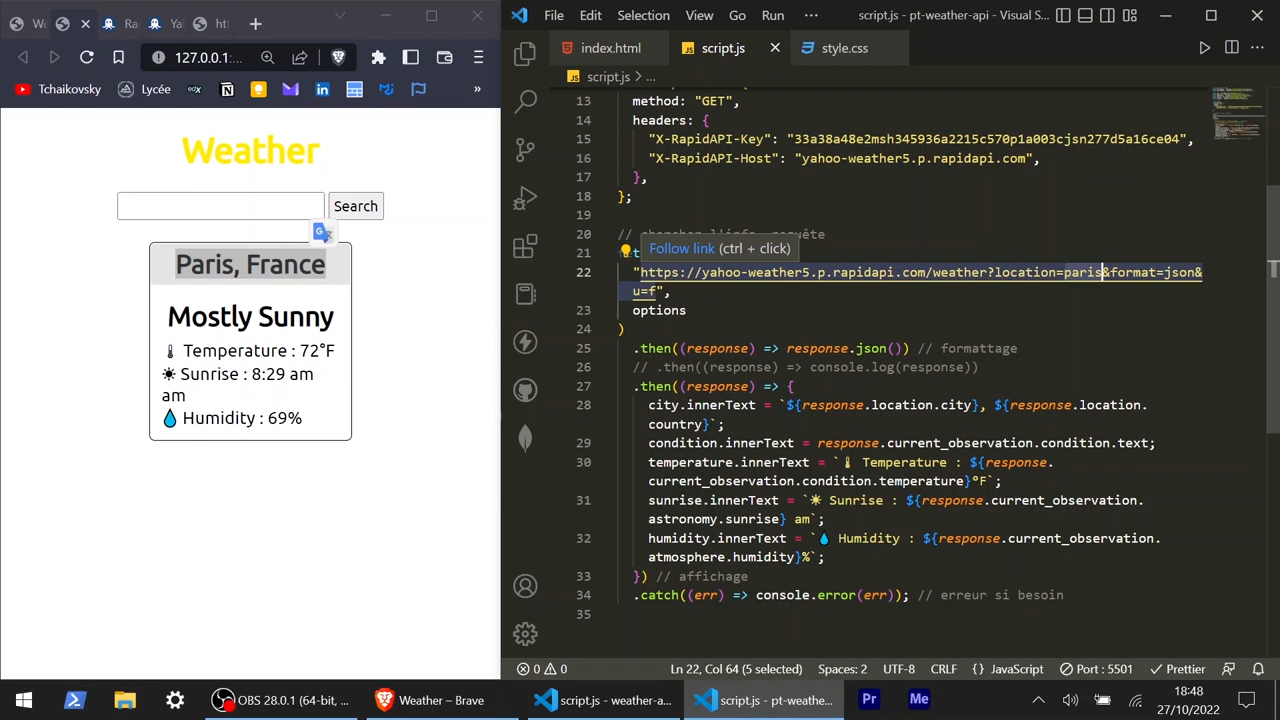 We
Ra
Ya
htt
127.0.0.1:...
Tchaikovsky
Lycée
edx
»
Weather
Search
Paris, France
Mostly Sunny
🌡 Temperature : 72°F
☀ Sunrise : 8:29 am
am
💧 Humidity : 69%
File Edit Selection View Go Run ··· script.js - pt-weather-api - Visual S...
index.html
script.js
style.css
script.js > ...
13 method: "GET",
14 headers: {
15 "X-RapidAPI-Key": "33a38a48e2msh345936a2215c570p1a003cjsn277d5a16ce04",
16 "X-RapidAPI-Host": "yahoo-weather5.p.rapidapi.com",
17 },
18 };
19
20
Follow link (ctrl + click)
21
22 "https://yahoo-weather5.p.rapidapi.com/weather?location=paris&format=json&
u=f",
23 options
24 )
25 .then((response) => response.json()) // formattage
26 // .then((response) => console.log(response))
27 .then((response) => {
28 city.innerText = `${response.location.city}, ${response.location.
country}`;
29 condition.innerText = response.current_observation.condition.text;
30 temperature.innerText = `🌡 Temperature : ${response.
current_observation.condition.temperature}°F`;
31 sunrise.innerText = `☀ Sunrise : ${response.current_observation.
astronomy.sunrise} am`;
32 humidity.innerText = `💧 Humidity : ${response.current_observation.
atmosphere.humidity}%`;
33 }) // affichage
34 .catch((err) => console.error(err)); // erreur si besoin
35
0 0 Ln 22, Col 64 (5 selected) Spaces: 2 UTF-8 CRLF {} JavaScript Port : 5501 Prettier
OBS 28.0.1 (64-bit, ...
Weather – Brave
script.js - weather-a...
script.js - pt-weathe...
Pr
Me
18:48
27/10/2022